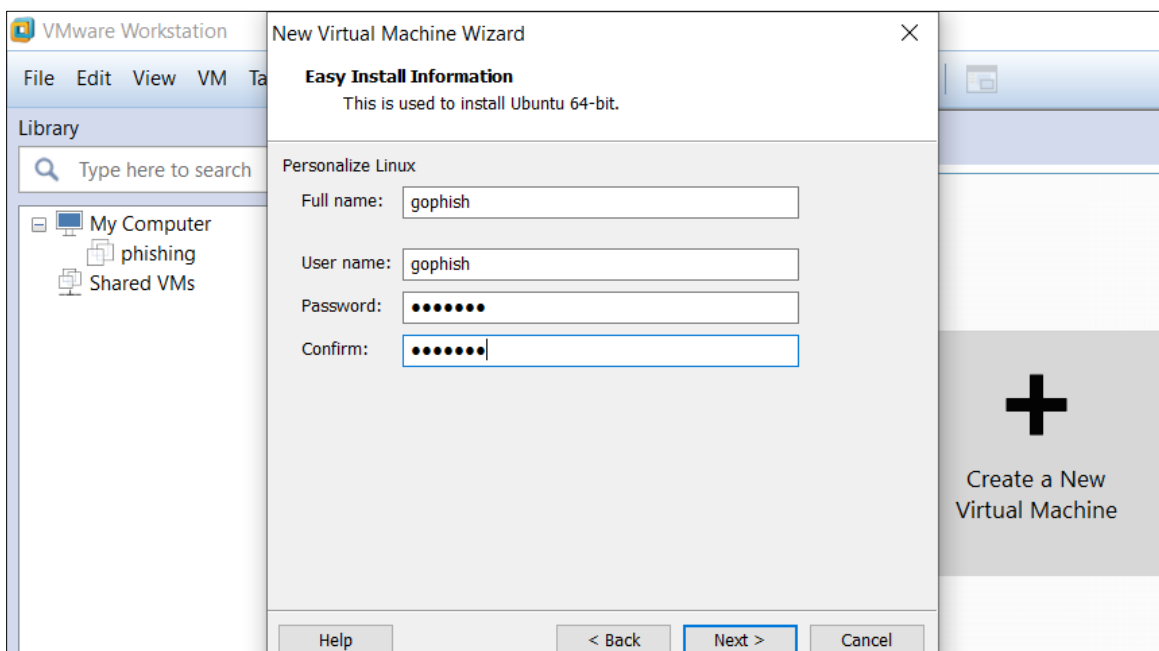 VMware Workstation
File Edit View VM Ta
Library
Type here to search
My Computer
phishing
Shared VMs
New Virtual Machine Wizard
Easy Install Information
This is used to install Ubuntu 64-bit.
Personalize Linux
Full name: gophish
User name: gophish
Password: ●●●●●●●
Confirm: ●●●●●●●
Help < Back Next > Cancel
Create a New
Virtual Machine